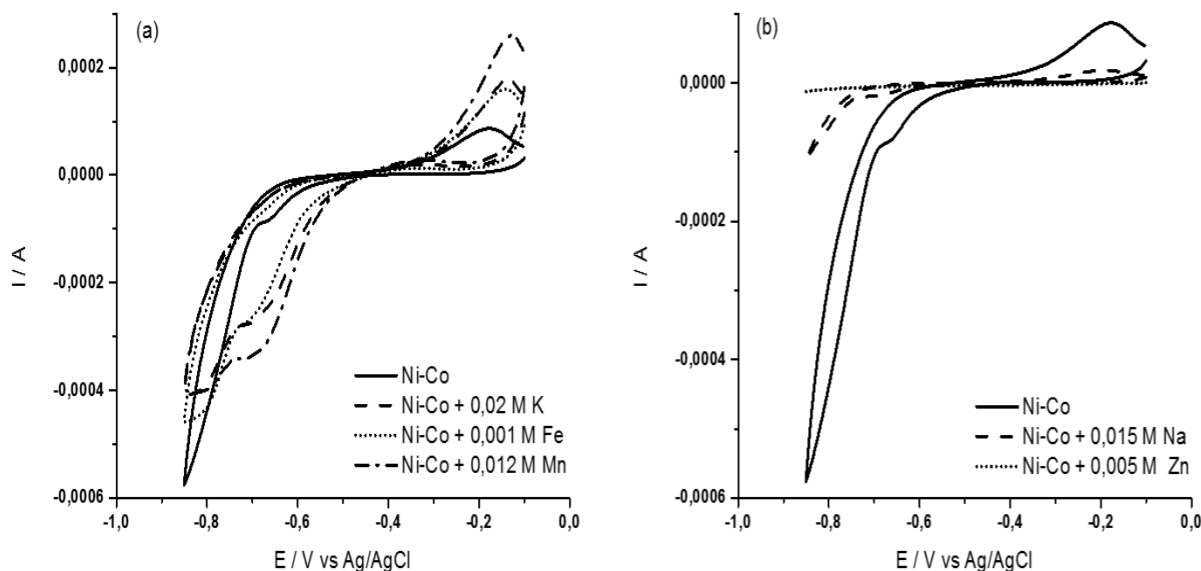 (a)
0,0002
0,0000
-0,0002
-0,0004
-0,0006
I / A
Ni-Co
Ni-Co + 0,02 M K
Ni-Co + 0,001 M Fe
Ni-Co + 0,012 M Mn
-1,0 -0,8 -0,6 -0,4 -0,2 0,0
E / V vs Ag/AgCl
(b)
0,0000
-0,0002
-0,0004
-0,0006
I / A
Ni-Co
Ni-Co + 0,015 M Na
Ni-Co + 0,005 M Zn
-1,0 -0,8 -0,6 -0,4 -0,2 0,0
E / V vs Ag/AgCl